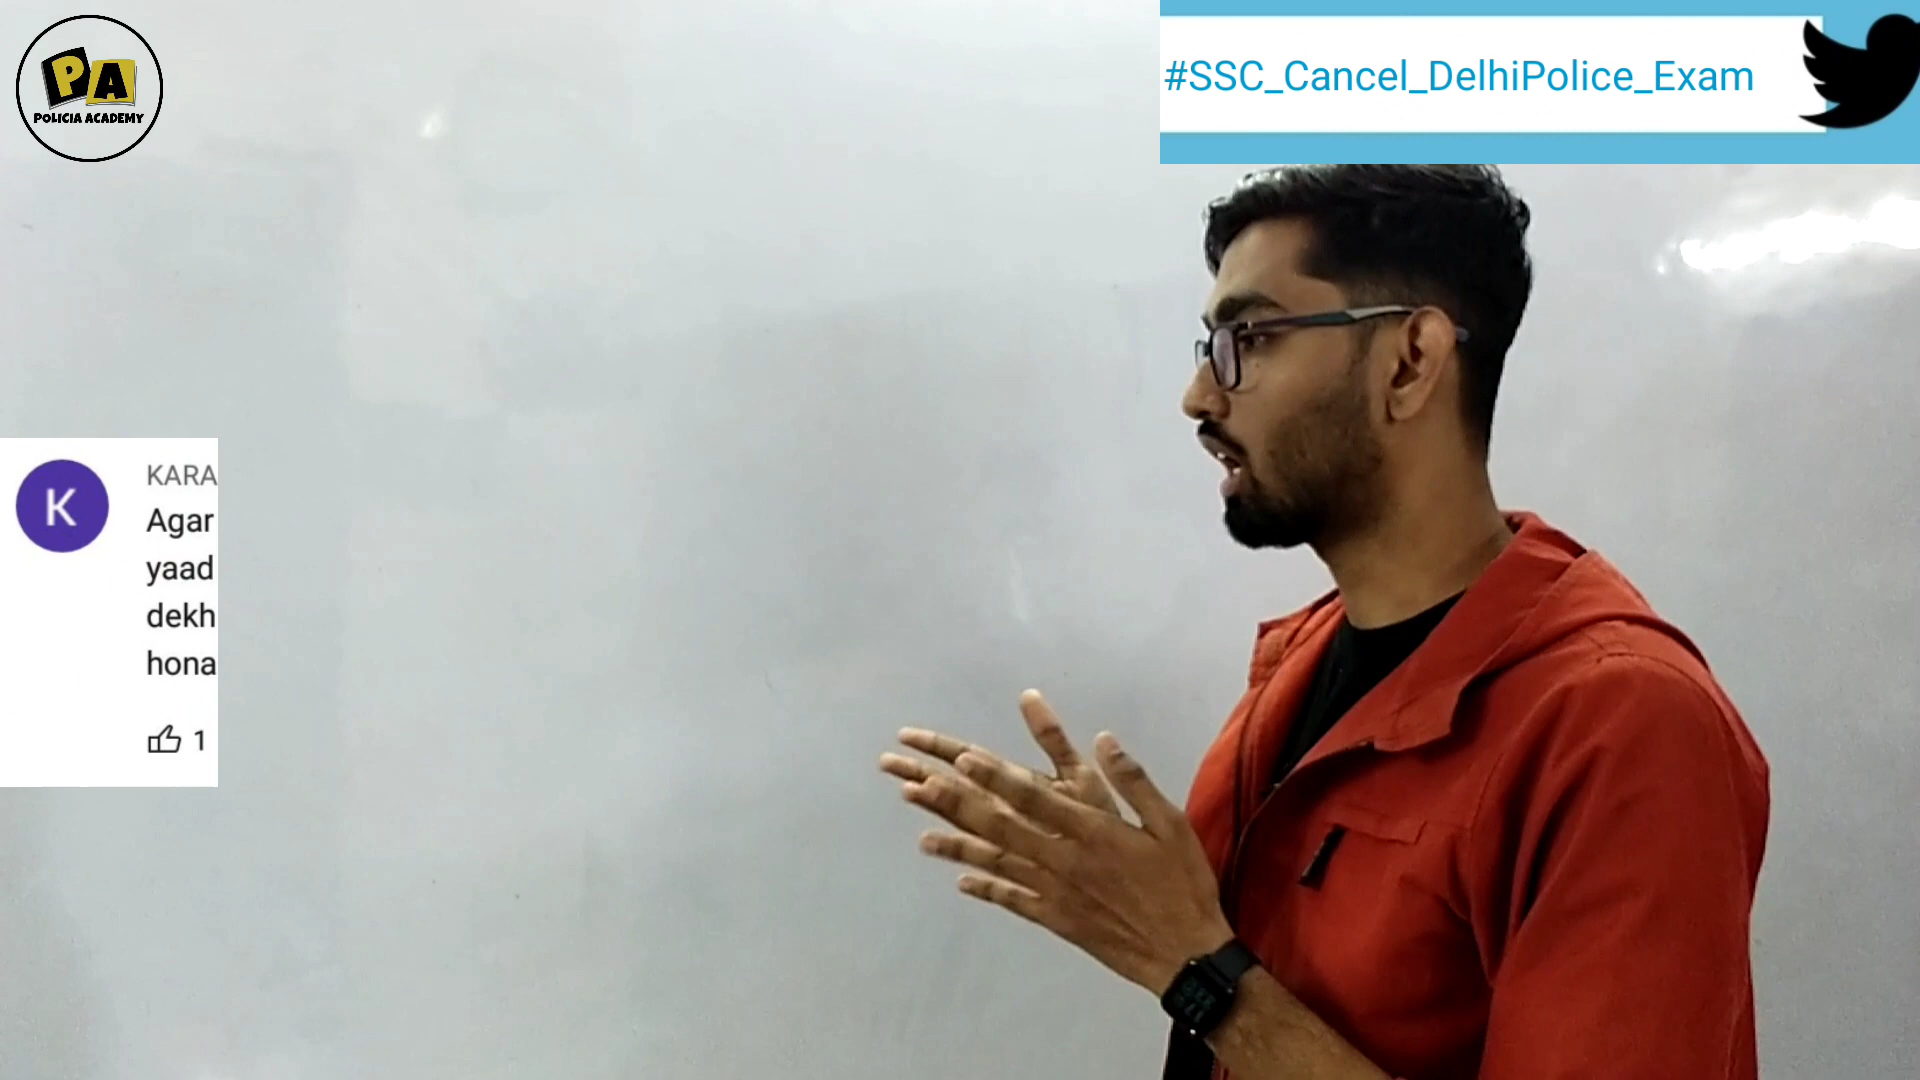 PA
POLICIA ACADEMY
#SSC_Cancel_DelhiPolice_Exam
K
KARA
Agar
yaad
dekh
hona
1